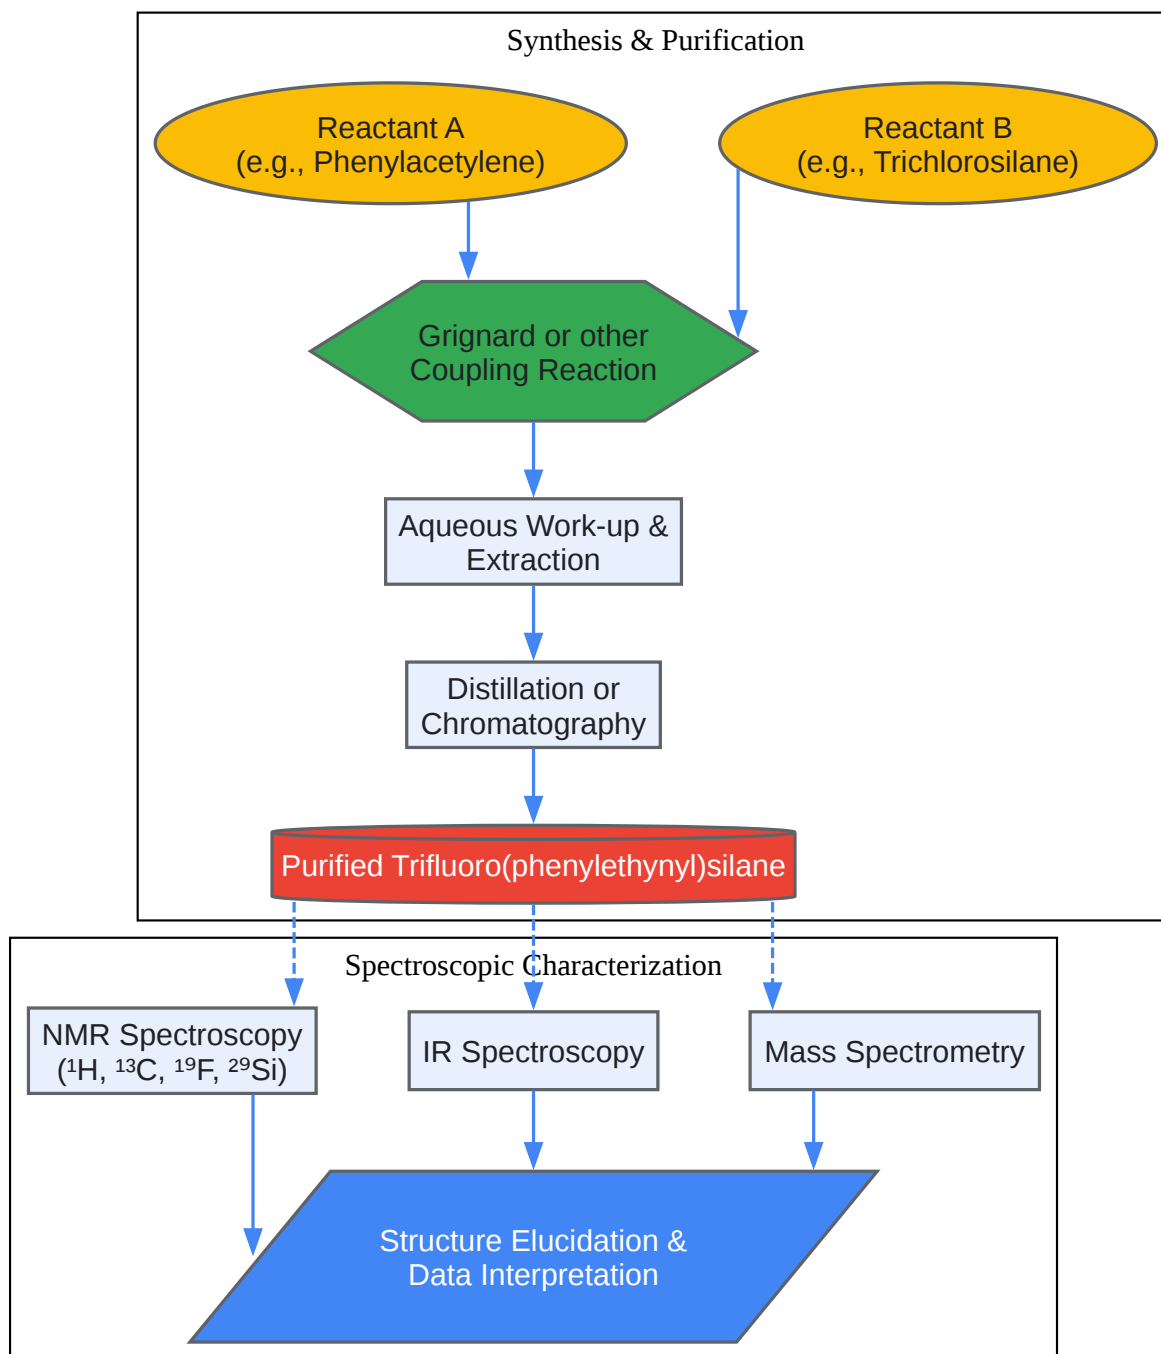 Synthesis & Purification
Reactant A
(e.g., Phenylacetylene)
Reactant B
(e.g., Trichlorosilane)
Grignard or other
Coupling Reaction
Aqueous Work-up &
Extraction
Distillation or
Chromatography
Purified Trifluoro(phenylethynyl)silane
Spectroscopic Characterization
NMR Spectroscopy
(¹H, ¹³C, ¹⁹F, ²⁹Si)
IR Spectroscopy
Mass Spectrometry
Structure Elucidation &
Data Interpretation